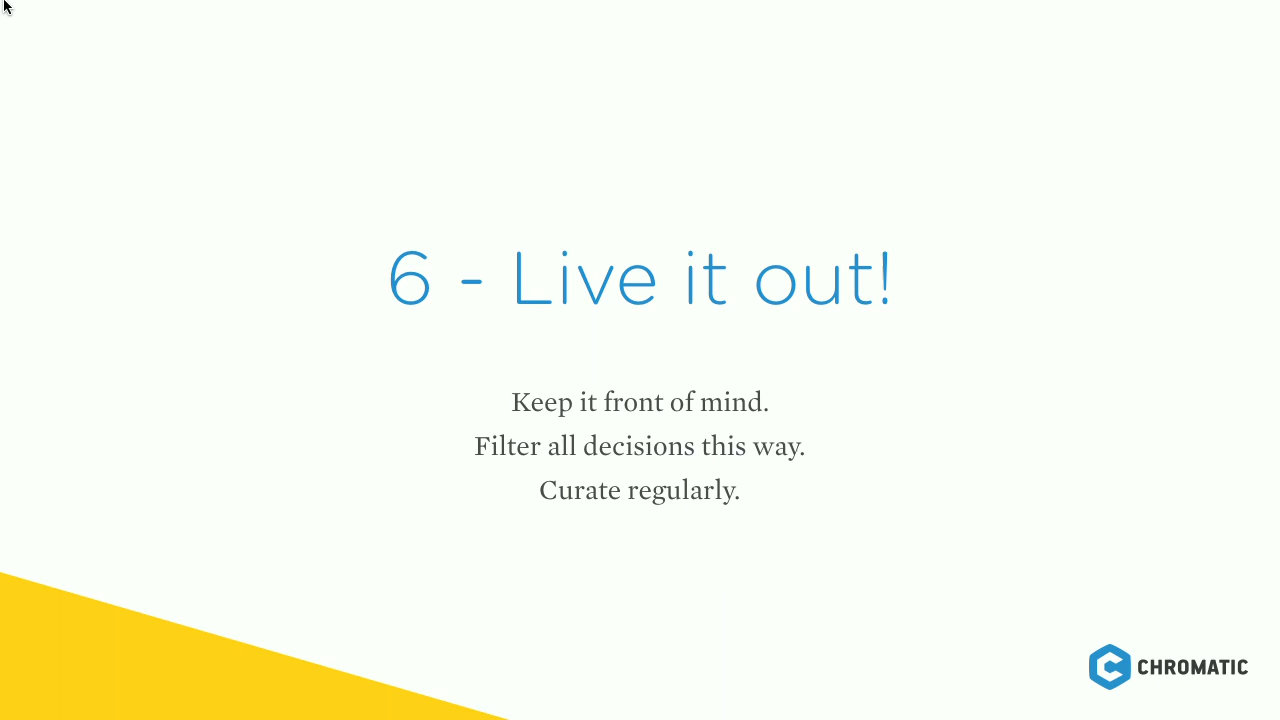 6 - Live it out!
Keep it front of mind.
Filter all decisions this way.
Curate regularly.
CHROMATIC